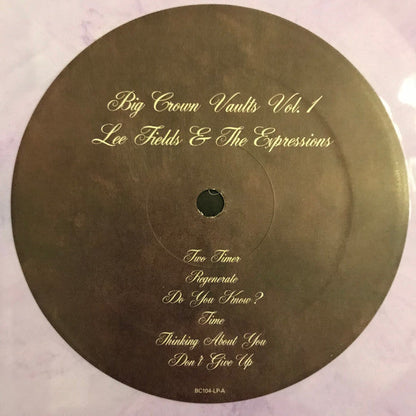 Big Crown Vaults Vol. 1
Lee Fields & The Expressions
Two Timer
Regenerate
Do You Know?
Time
Thinking About You
Don't Give Up
BC104-LP-A